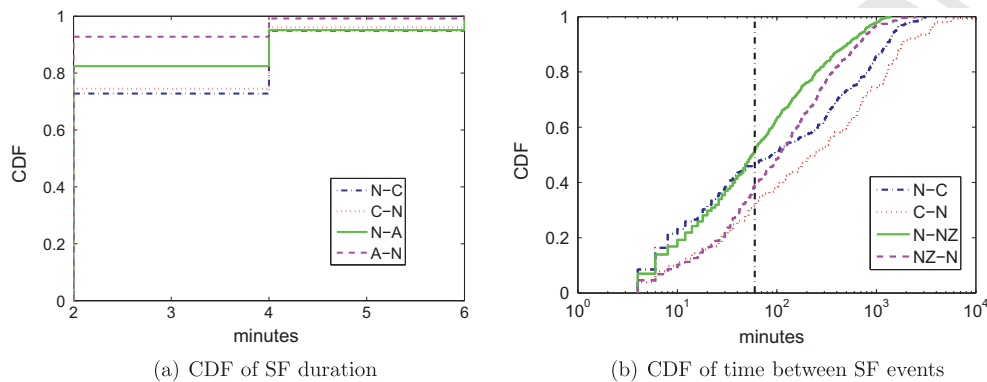 1
0.8
0.6
0.4
0.2
0
CDF
2
3
4
5
6
minutes
N−C
C−N
N−A
A−N
(a) CDF of SF duration
1
0.8
0.6
0.4
0.2
0
CDF
10^0
10^1
10^2
10^3
10^4
minutes
N−C
C−N
N−NZ
NZ−N
(b) CDF of time between SF events